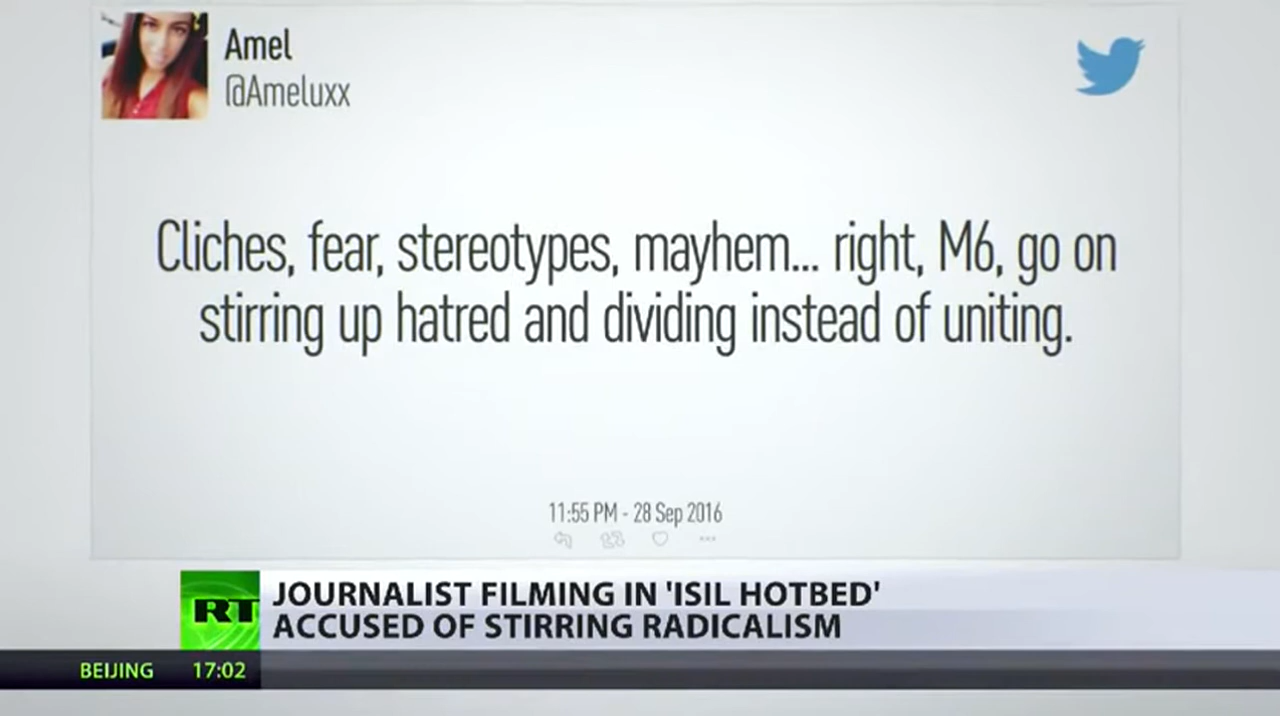 Amel
@Ameluxx
Cliches, fear, stereotypes, mayhem... right, M6, go on
stirring up hatred and dividing instead of uniting.
11:55 PM - 28 Sep 2016
RT
JOURNALIST FILMING IN 'ISIL HOTBED'
ACCUSED OF STIRRING RADICALISM
BEIJING 17:02